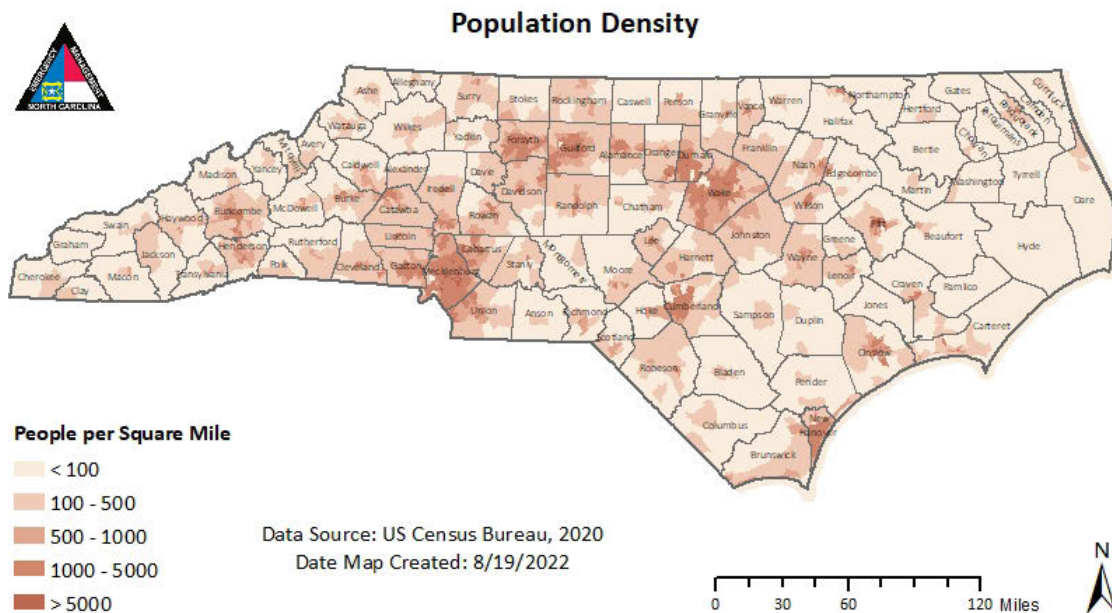 Population Density
EMERGENCY
MANAGEMENT
NORTH CAROLINA
Ashe
Alleghany
Surry
Stokes
Rockingham
Caswell
Person
Granville
Vance
Warren
Northampton
Gates
Hertford
Halifax
Currituck
Camden
Pasquotank
Perquimans
Chowan
Watauga
Wilkes
Yadkin
Forsyth
Guilford
Alamance
Orange
Durham
Franklin
Nash
Edgecombe
Bertie
Mitchell
Avery
Madison
Yancey
Caldwell
Alexander
Davie
Iredell
Davidson
Randolph
Chatham
Wake
Wilson
Martin
Washington
Tyrrell
Dare
Haywood
Buncombe
McDowell
Burke
Catawba
Rowan
Johnston
Greene
Pitt
Beaufort
Hyde
Swain
Graham
Jackson
Henderson
Rutherford
Lincoln
Cabarrus
Montgomery
Lee
Harnett
Wayne
Lenoir
Craven
Pamlico
Cherokee
Clay
Macon
Transylvania
Polk
Cleveland
Gaston
Mecklenburg
Stanly
Moore
Union
Anson
Richmond
Hoke
Cumberland
Sampson
Duplin
Jones
Carteret
Scotland
Onslow
Robeson
Bladen
Pender
Columbus
New
Hanover
Brunswick
People per Square Mile
< 100
100 - 500
500 - 1000
1000 - 5000
> 5000
Data Source: US Census Bureau, 2020
Date Map Created: 8/19/2022
N
0 30 60 120 Miles